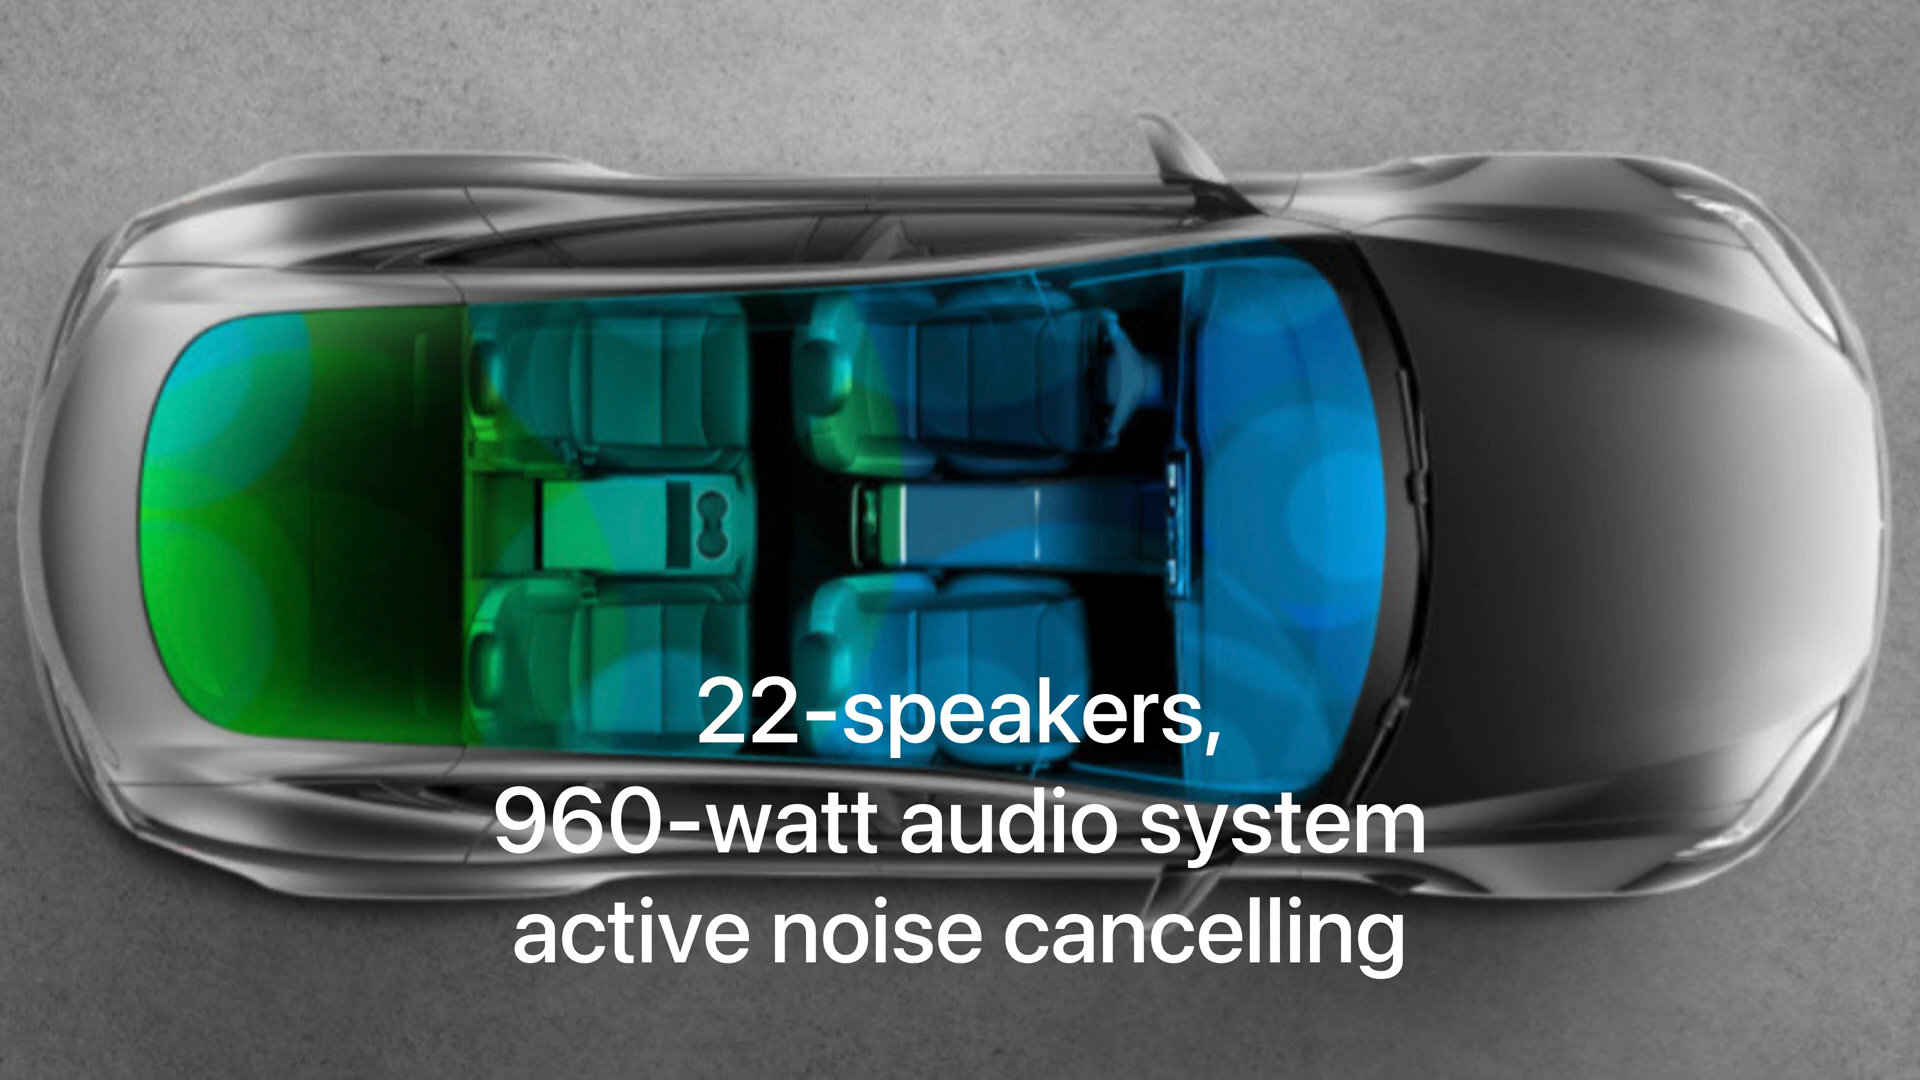 22-speakers,
960-watt audio system
active noise cancelling